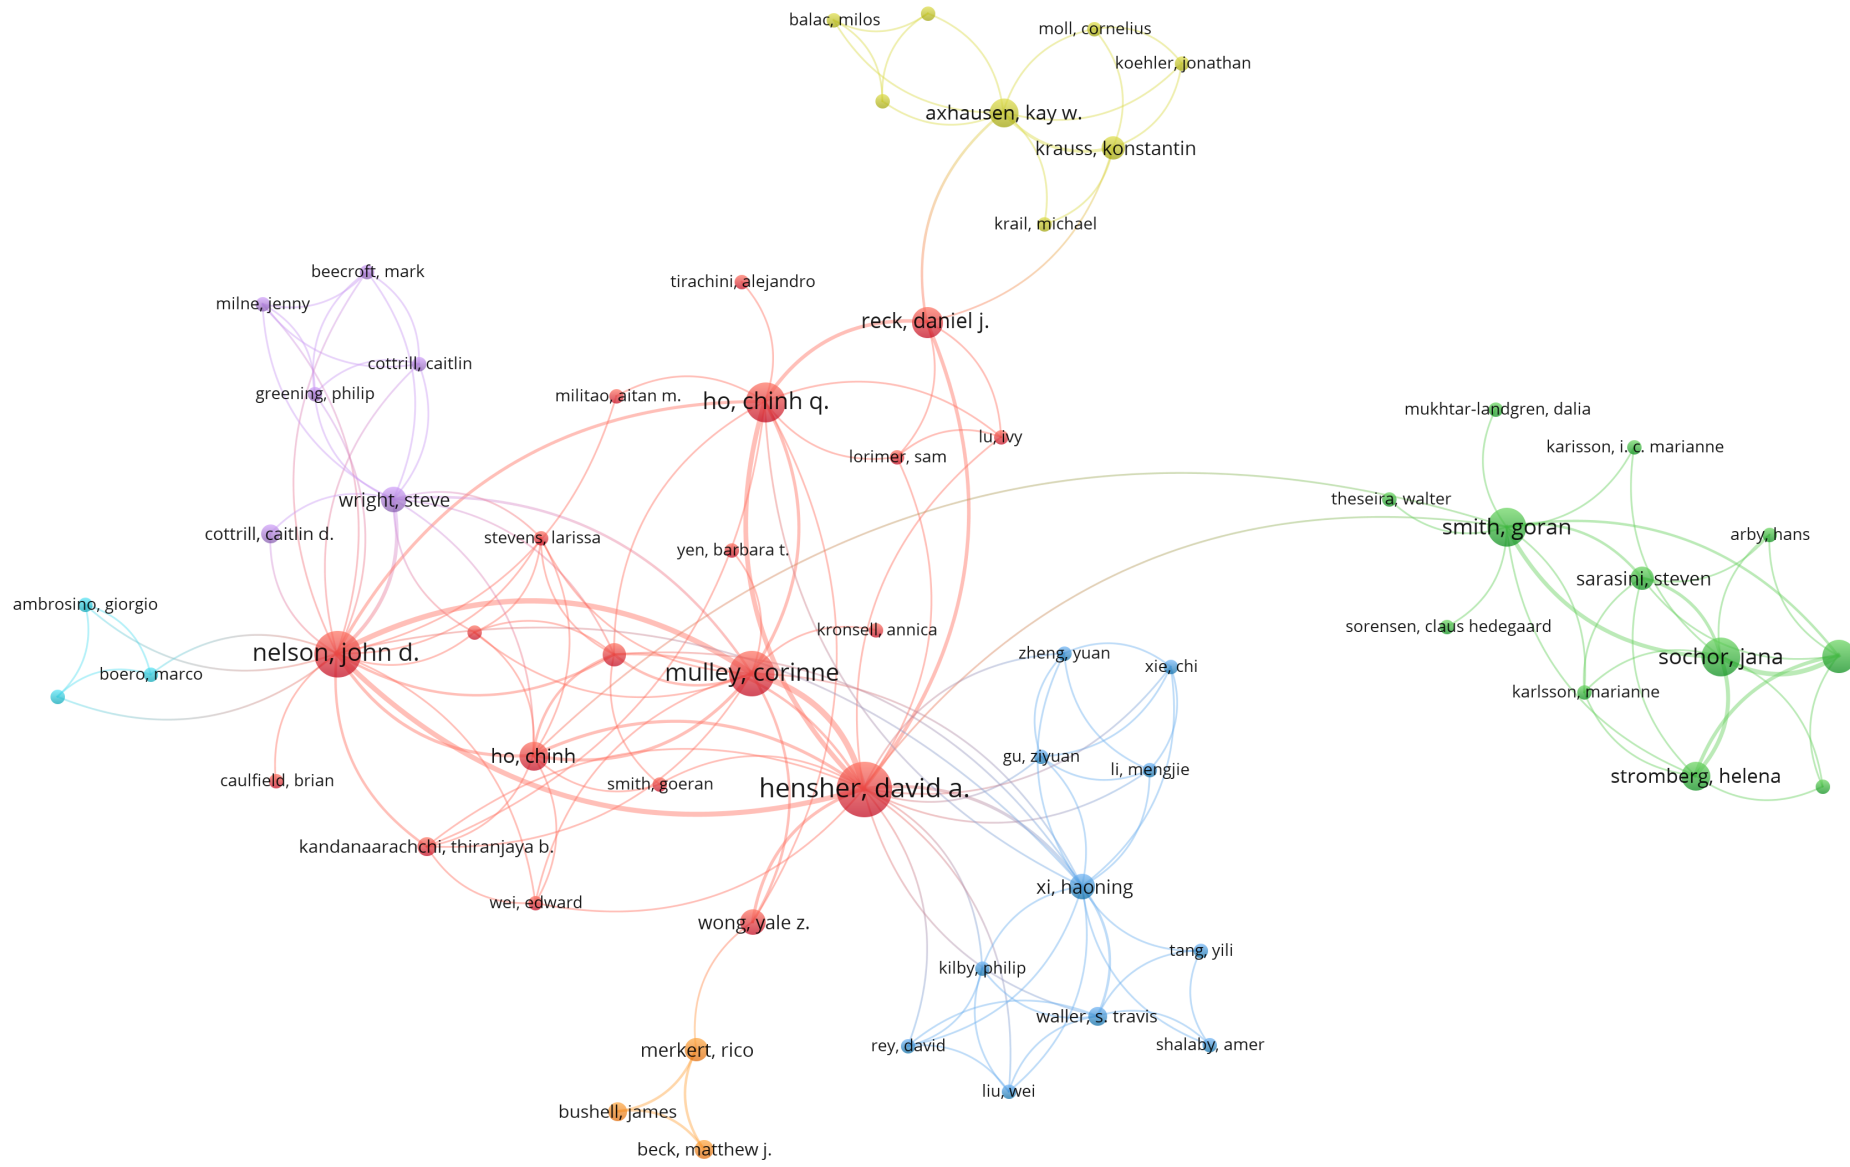 balac, milos
moll, cornelius
koehler, jonathan
axhausen, kay w.
krauss, konstantin
krail, michael
beecroft, mark
tirachini, alejandro
milne, jenny
reck, daniel j.
cottrill, caitlin
greening, philip
militao, aitan m.
ho, chinh q.
mukhtar-landgren, dalia
lu, ivy
karisson, i. c. marianne
lorimer, sam
wright, steve
theseira, walter
smith, goran
cottrill, caitlin d.
stevens, larissa
yen, barbara t.
arby, hans
sarasini, steven
ambrosino, giorgio
kronsell, annica
sorensen, claus hedegaard
nelson, john d.
zheng, yuan
sochor, jana
boero, marco
mulley, corinne
xie, chi
karlsson, marianne
ho, chinh
gu, ziyuan
li, mengjie
caulfield, brian
smith, goeran
hensher, david a.
stromberg, helena
kandanaarachchi, thiranjaya b.
xi, haoning
wei, edward
wong, yale z.
tang, yili
kilby, philip
waller, s. travis
merkert, rico
rey, david
shalaby, amer
liu, wei
bushell, james
beck, matthew j.